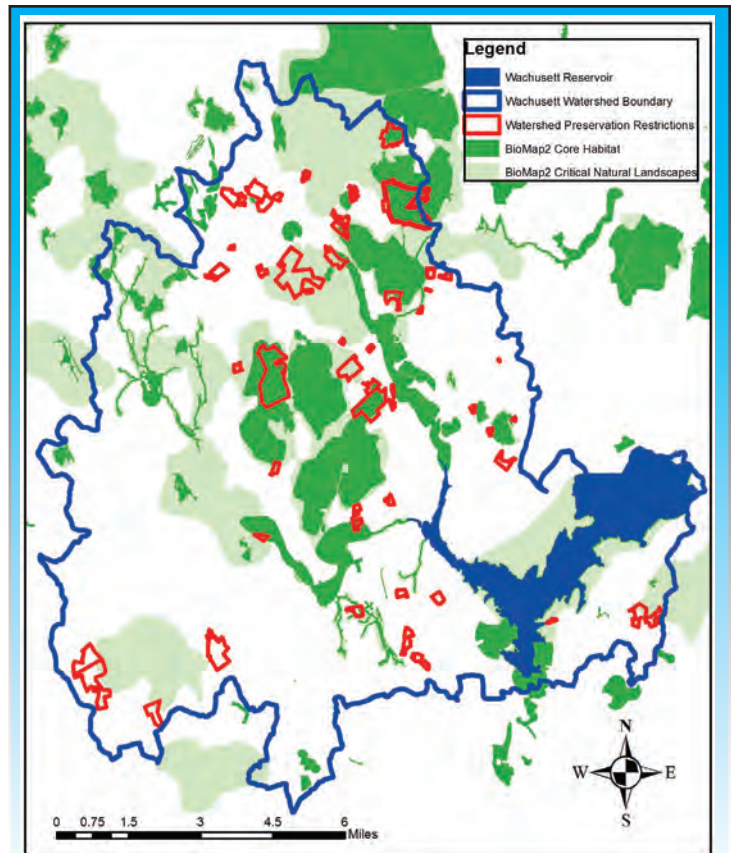 Legend
Wachusett Reservoir
Wachusett Watershed Boundary
Watershed Preservation Restrictions
BioMap2 Core Habitat
BioMap2 Critical Natural Landscapes
N
W E
S
0 0.75 1.5 3 4.5 6
Miles